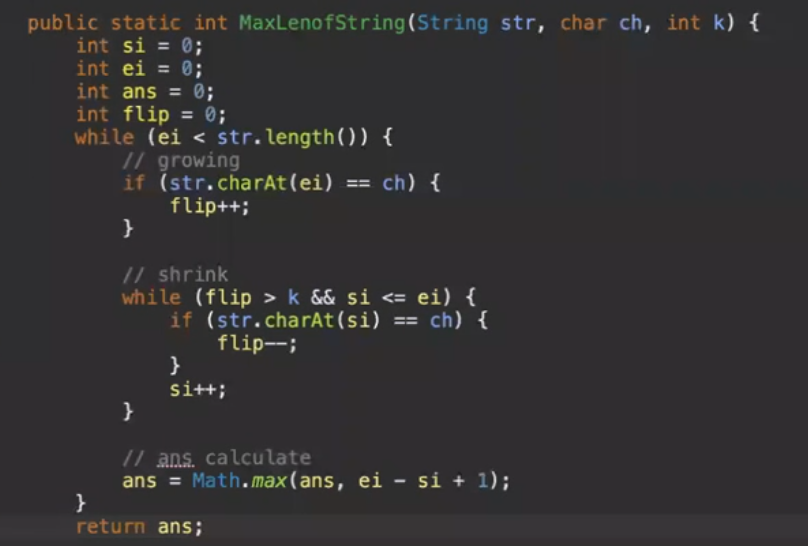 public static int MaxLenofString(String str, char ch, int k) {
int si = 0;
int ei = 0;
int ans = 0;
int flip = 0;
while (ei < str.length()) {
// growing
if (str.charAt(ei) == ch) {
flip++;
}
// shrink
while (flip > k && si <= ei) {
if (str.charAt(si) == ch) {
flip--;
}
si++;
}
// ans calculate
ans = Math.max(ans, ei - si + 1);
}
return ans;